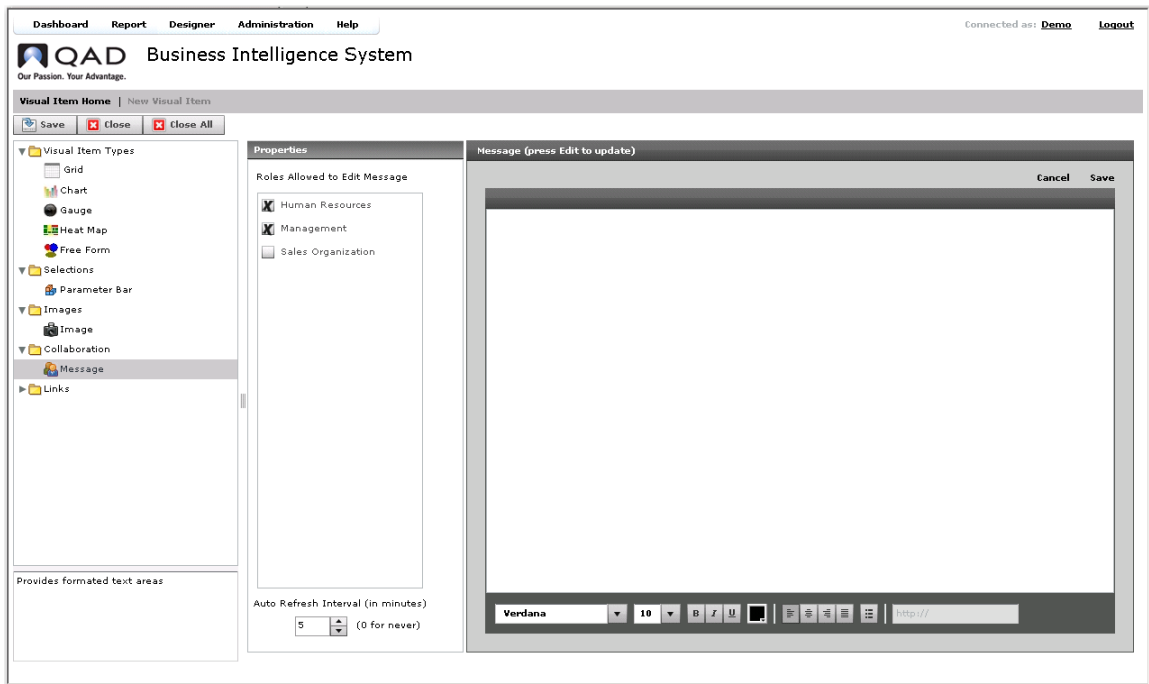 Dashboard Report Designer Administration Help Connected as: Demo Logout
QAD Business Intelligence System
Our Passion. Your Advantage.
Visual Item Home | New Visual Item
Save Close Close All
Visual Item Types
Grid
Chart
Gauge
Heat Map
Free Form
Selections
Parameter Bar
Images
Image
Collaboration
Message
Links
Provides formated text areas
Properties
Roles Allowed to Edit Message
Human Resources
Management
Sales Organization
Auto Refresh Interval (in minutes)
5 (0 for never)
Message (press Edit to update)
Cancel Save
Verdana 10 B I U http://